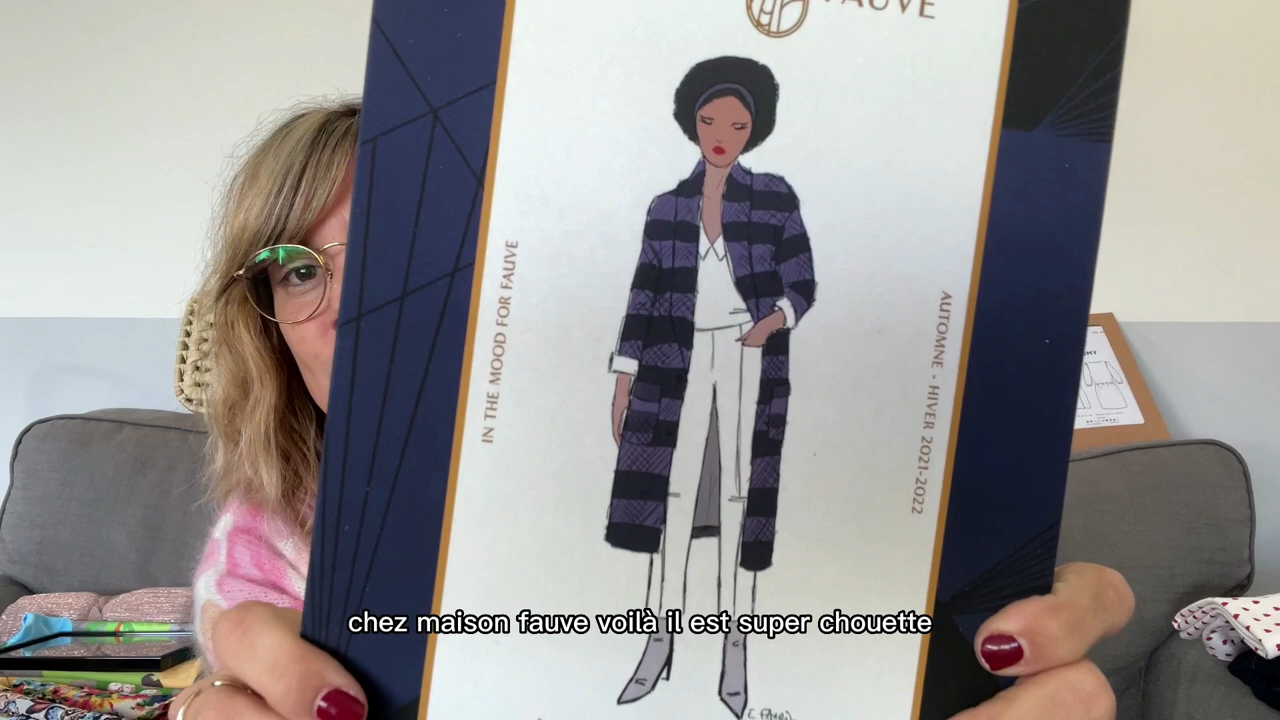 FAUVE
IN THE MOOD FOR FAUVE
AUTOMNE - HIVER 2021-2022
chez maison fauve voilà il est super chouette